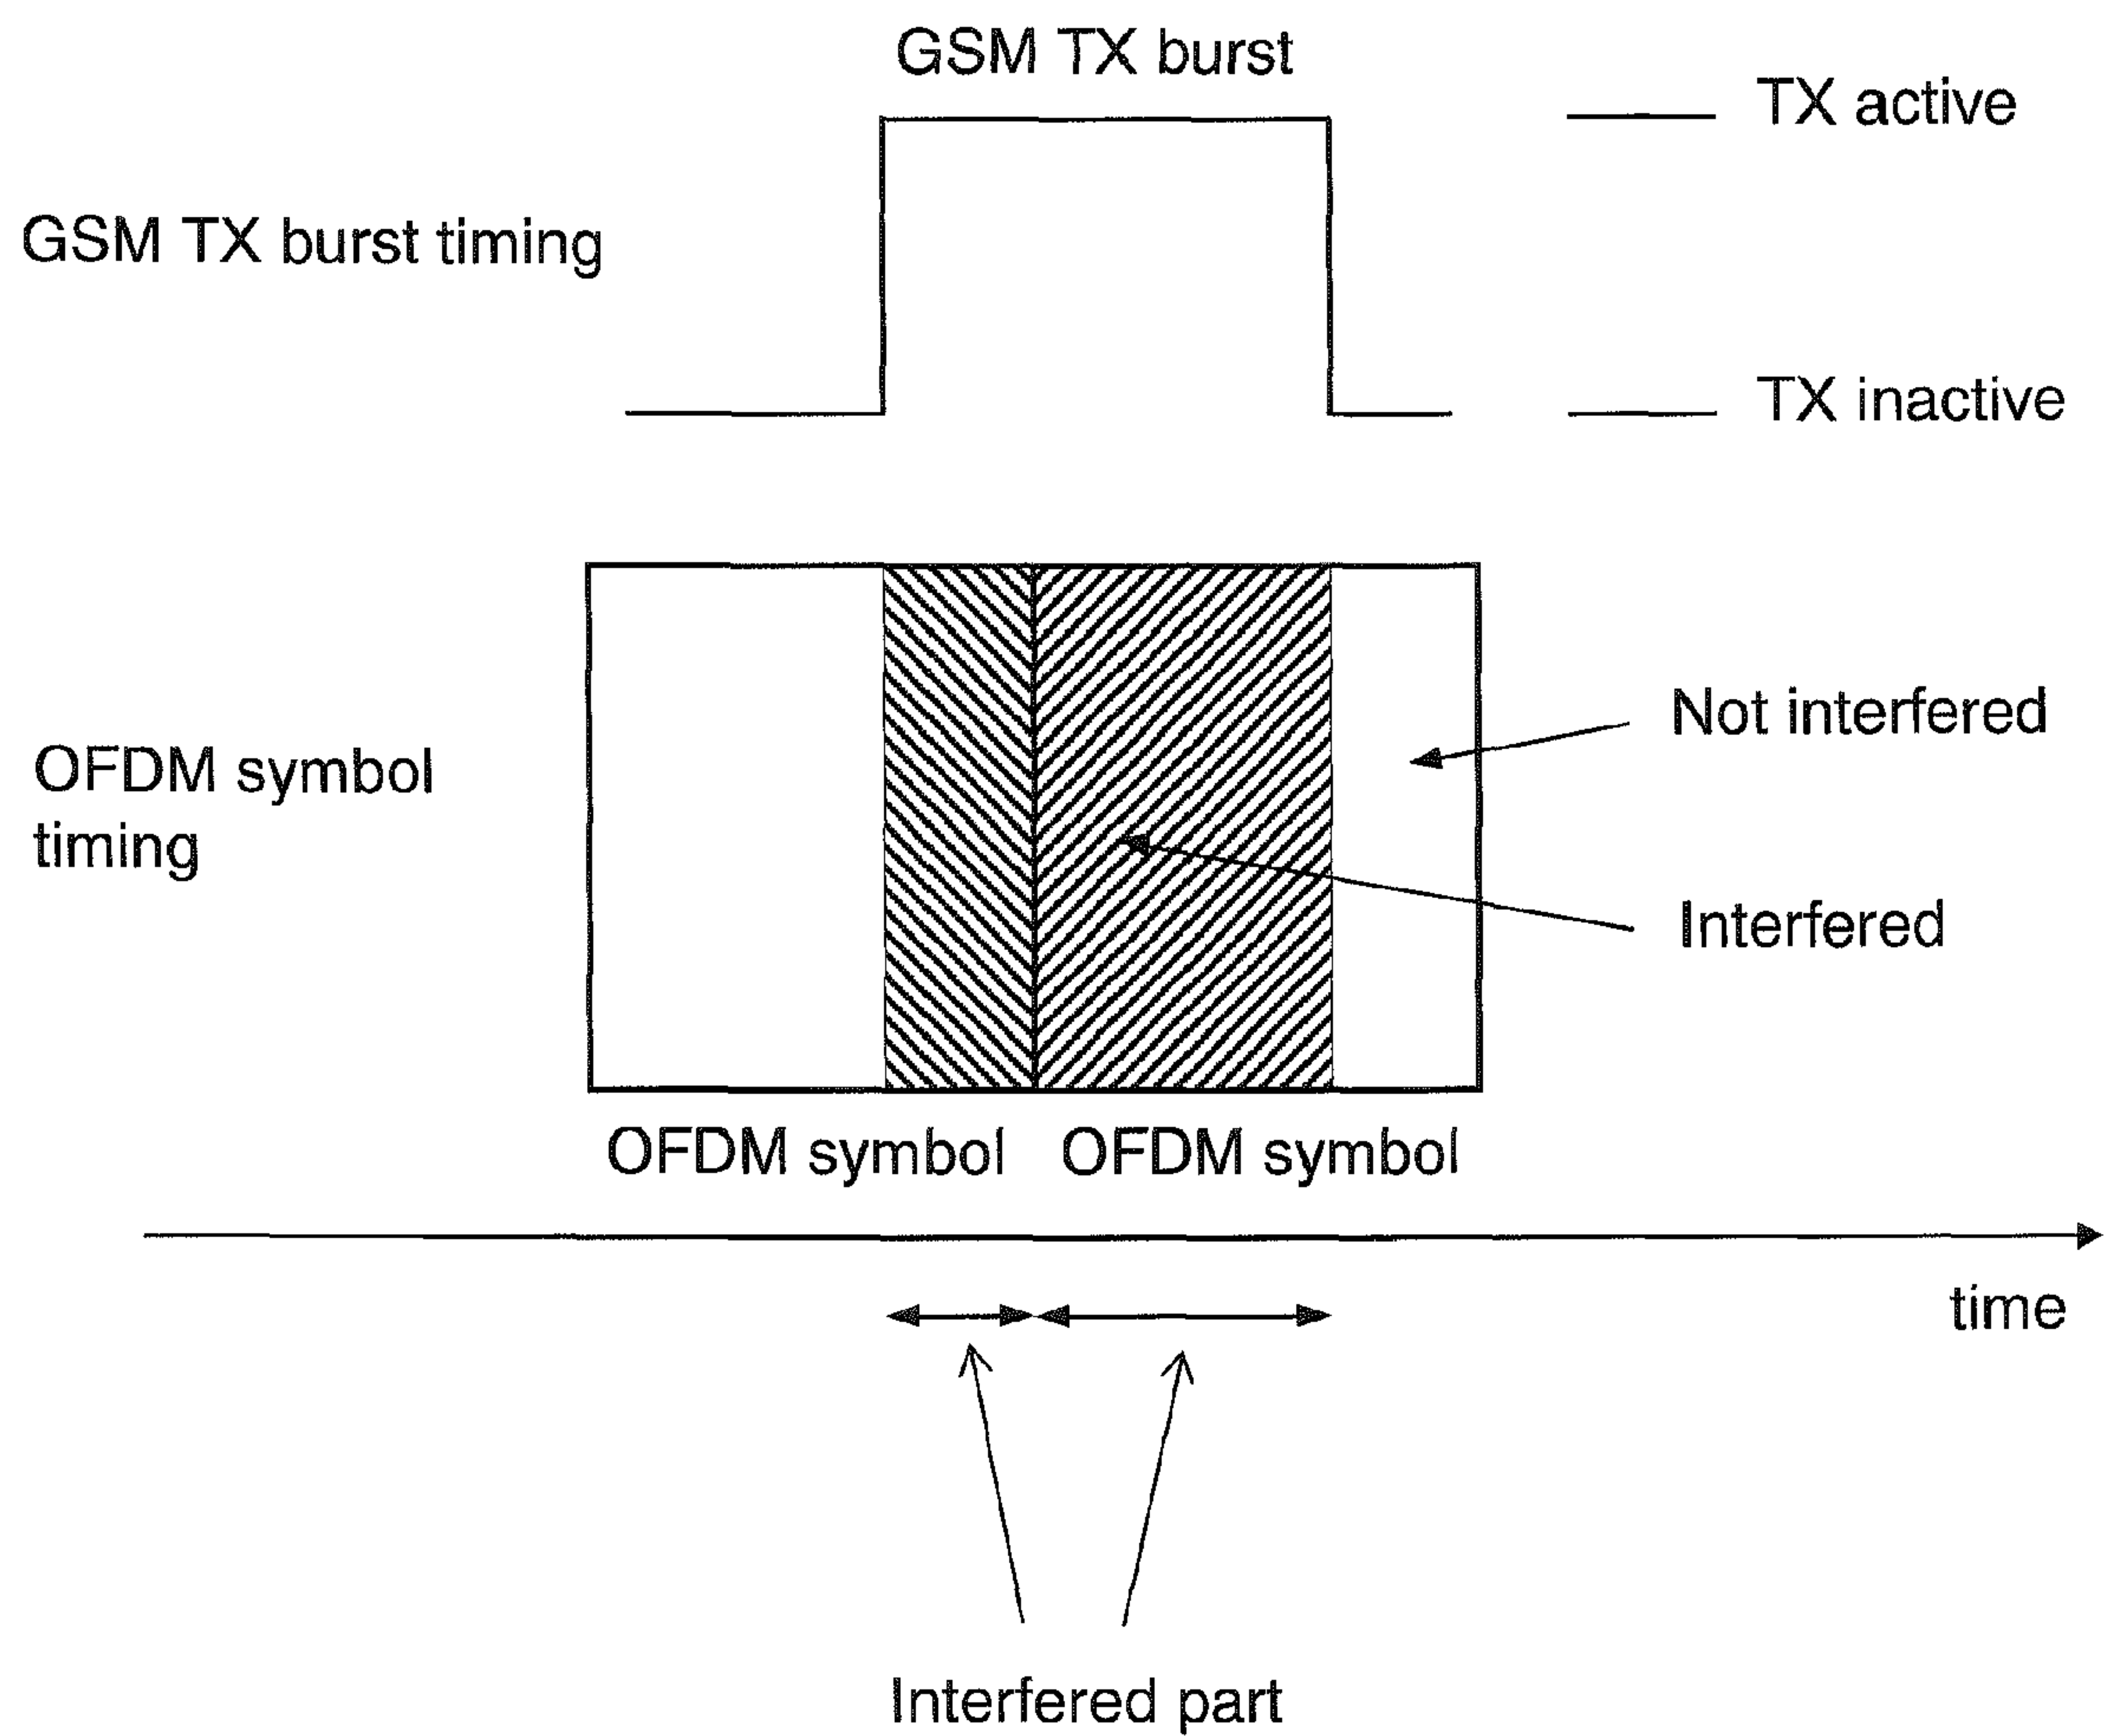 GSM TX burst
TX active
GSM TX burst timing
TX inactive
Not interfered
OFDM symbol
timing
Interfered
OFDM symbol OFDM symbol
time
Interfered part